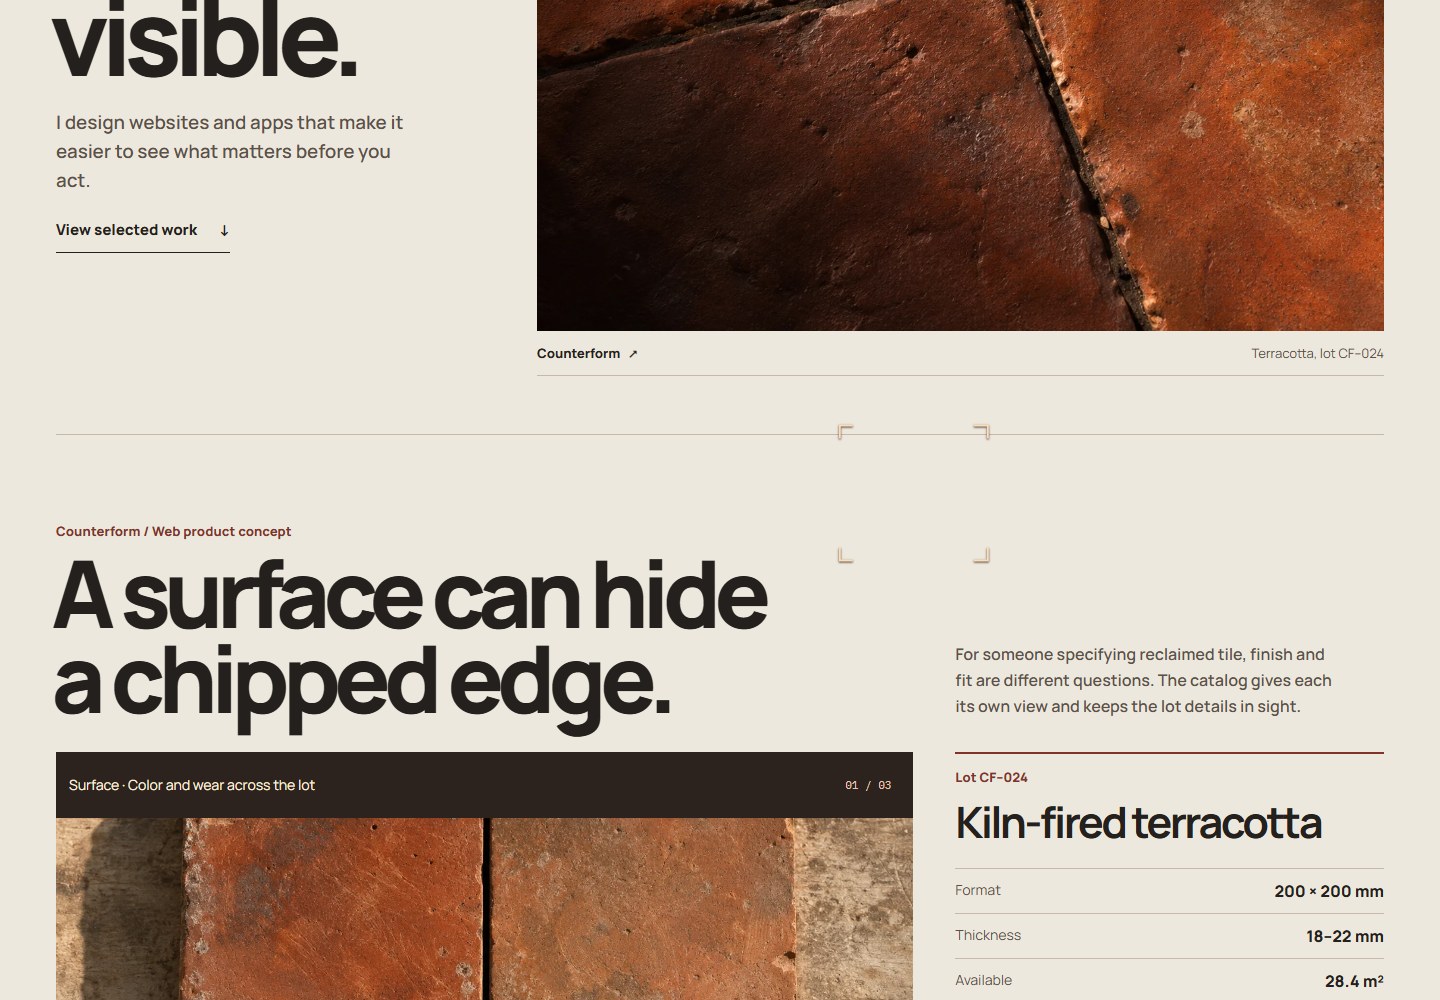 visible.
I design websites and apps that make it
easier to see what matters before you
act.
View selected work ↓
Counterform ↗
Terracotta, lot CF–024
Counterform / Web product concept
A surface can hide
a chipped edge.
For someone specifying reclaimed tile, finish and
fit are different questions. The catalog gives each
its own view and keeps the lot details in sight.
Surface · Color and wear across the lot
01 / 03
Lot CF–024
Kiln-fired terracotta
Format
200 × 200 mm
Thickness
18–22 mm
Available
28.4 m²